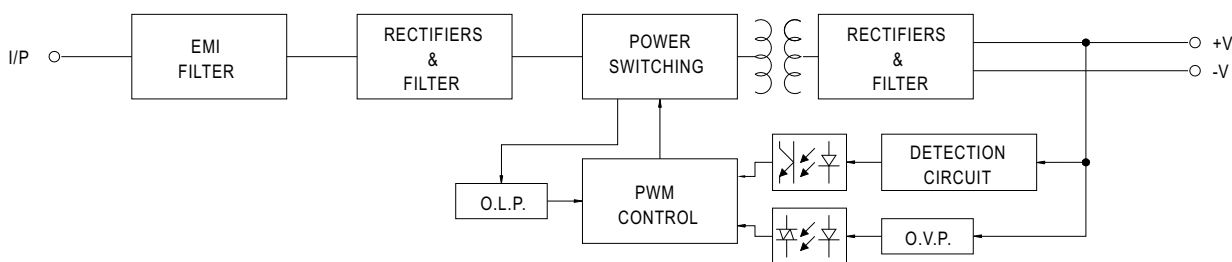 I/P
EMI
FILTER
RECTIFIERS
&
FILTER
POWER
SWITCHING
RECTIFIERS
&
FILTER
+V
-V
O.L.P.
PWM
CONTROL
DETECTION
CIRCUIT
O.V.P.